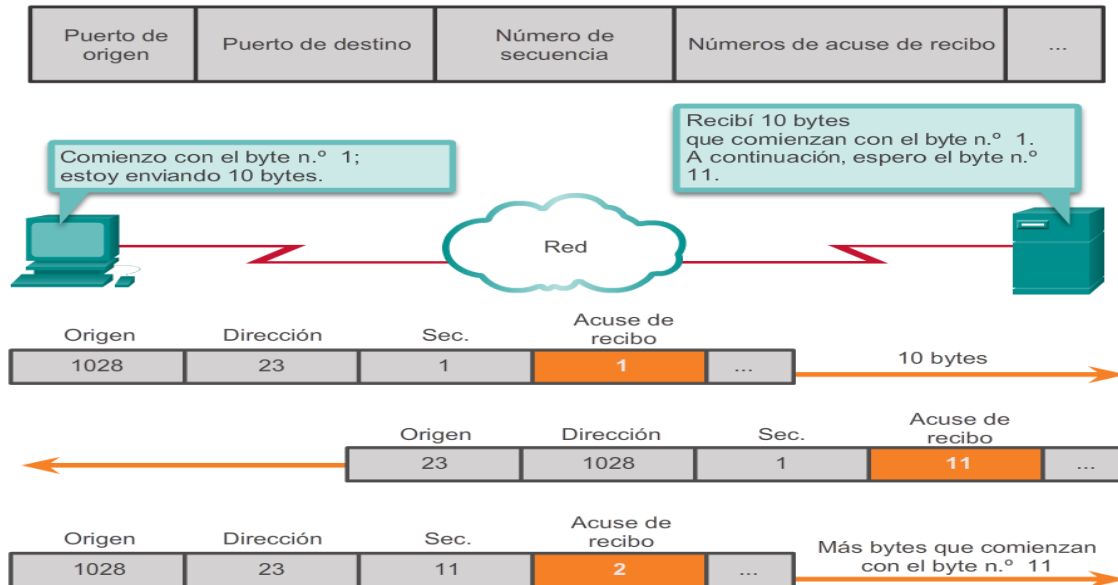 Puerto de origen
Puerto de destino
Número de secuencia
Números de acuse de recibo
...
Comienzo con el byte n.º 1;
estoy enviando 10 bytes.
Recibí 10 bytes
que comienzan con el byte n.º 1.
A continuación, espero el byte n.º
11.
Red
Origen Dirección Sec. Acuse de recibo
1028 23 1 1 ... 10 bytes
Origen Dirección Sec. Acuse de recibo
23 1028 1 11 ...
Origen Dirección Sec. Acuse de recibo
1028 23 11 2 ... Más bytes que comienzan con el byte n.º 11